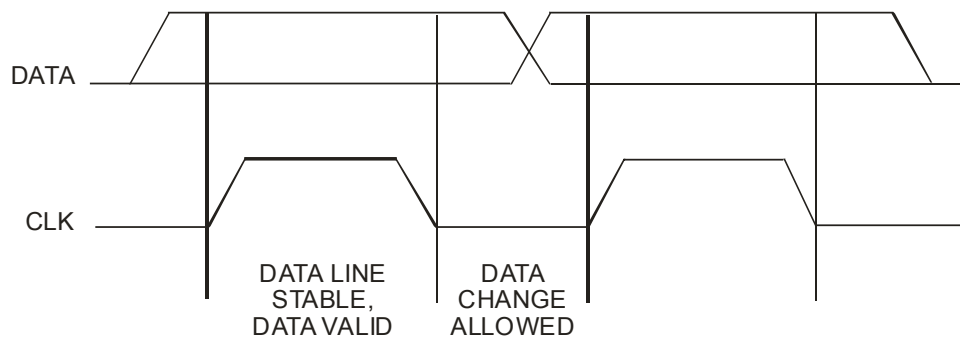 DATA
CLK
DATA LINE
STABLE,
DATA VALID
DATA
CHANGE
ALLOWED